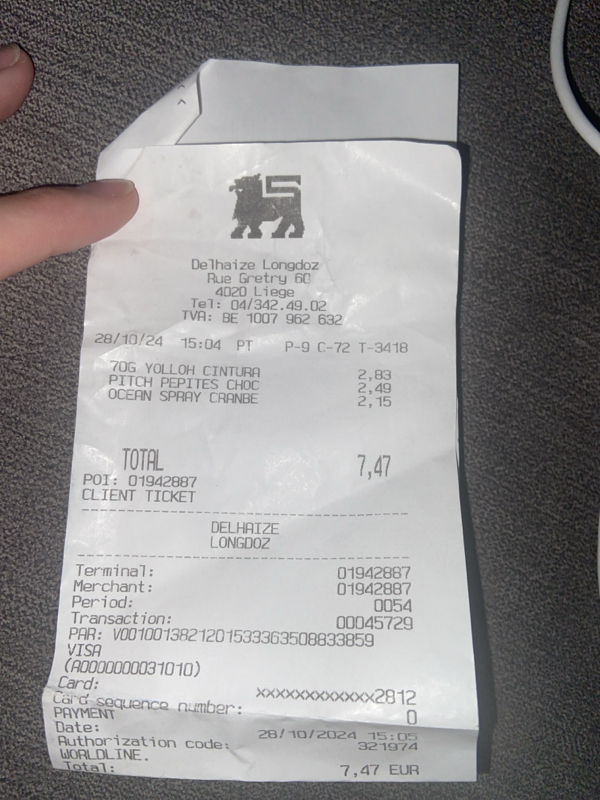 Delhaize Longdoz
Rue Gretry 60
4020 Liege
Tel: 04/342.49.02
TVA: BE 1007 962 632
28/10/24 15:04 PT P-9 C-72 T-3418
70G YOLLOH CINTURA 2,83
PITCH PEPITES CHOC 2,49
OCEAN SPRAY CRANBE 2,15
TOTAL 7,47
POI: 01942887
CLIENT TICKET
DELHAIZE
LONGDOZ
Terminal: 01942887
Merchant: 01942887
Period: 0054
Transaction: 00045729
PAR: V0010013821201533363508833859
VISA
(A0000000031010)
Card: xxxxxxxxxxxx2812
Card sequence number: 0
PAYMENT
Date: 28/10/2024 15:05
Authorization code: 321974
WORLDLINE.
Total: 7,47 EUR